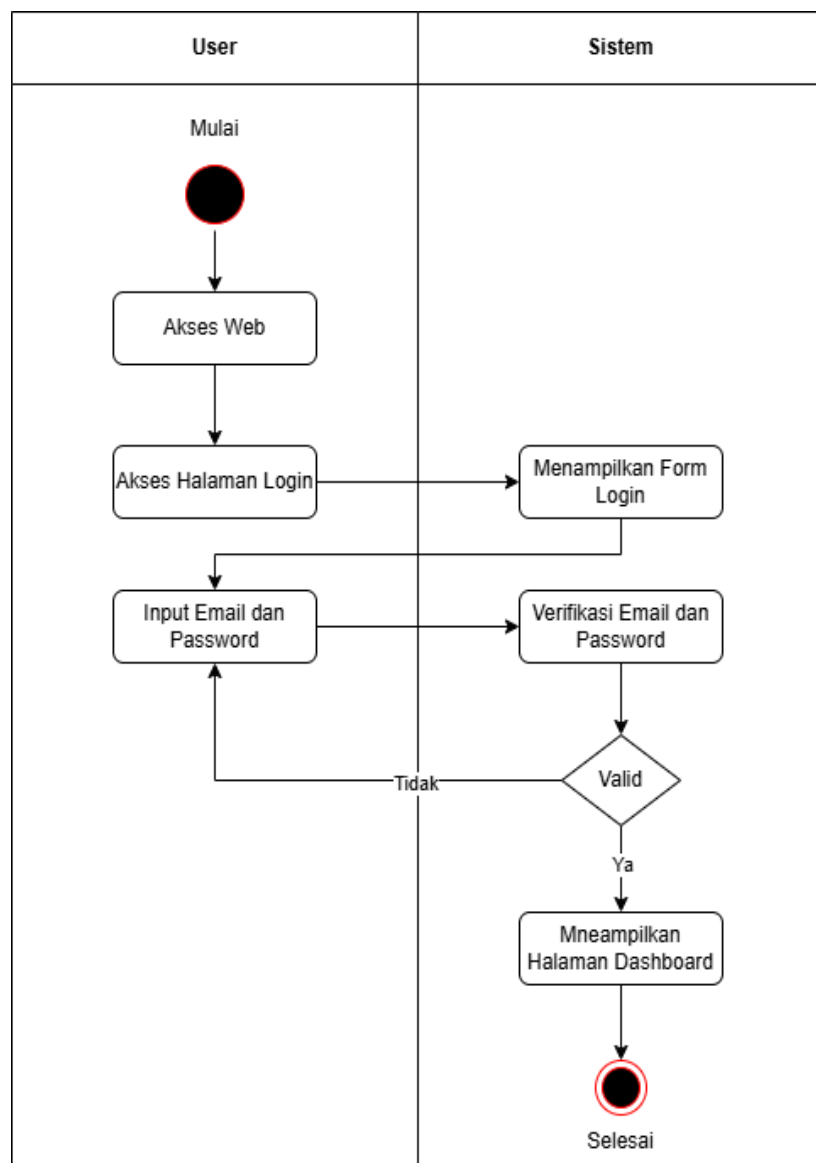 User
Sistem
Mulai
Akses Web
Akses Halaman Login
Menampilkan Form
Login
Input Email dan
Password
Verifikasi Email dan
Password
Valid
Tidak
Ya
Mneampilkan
Halaman Dashboard
Selesai